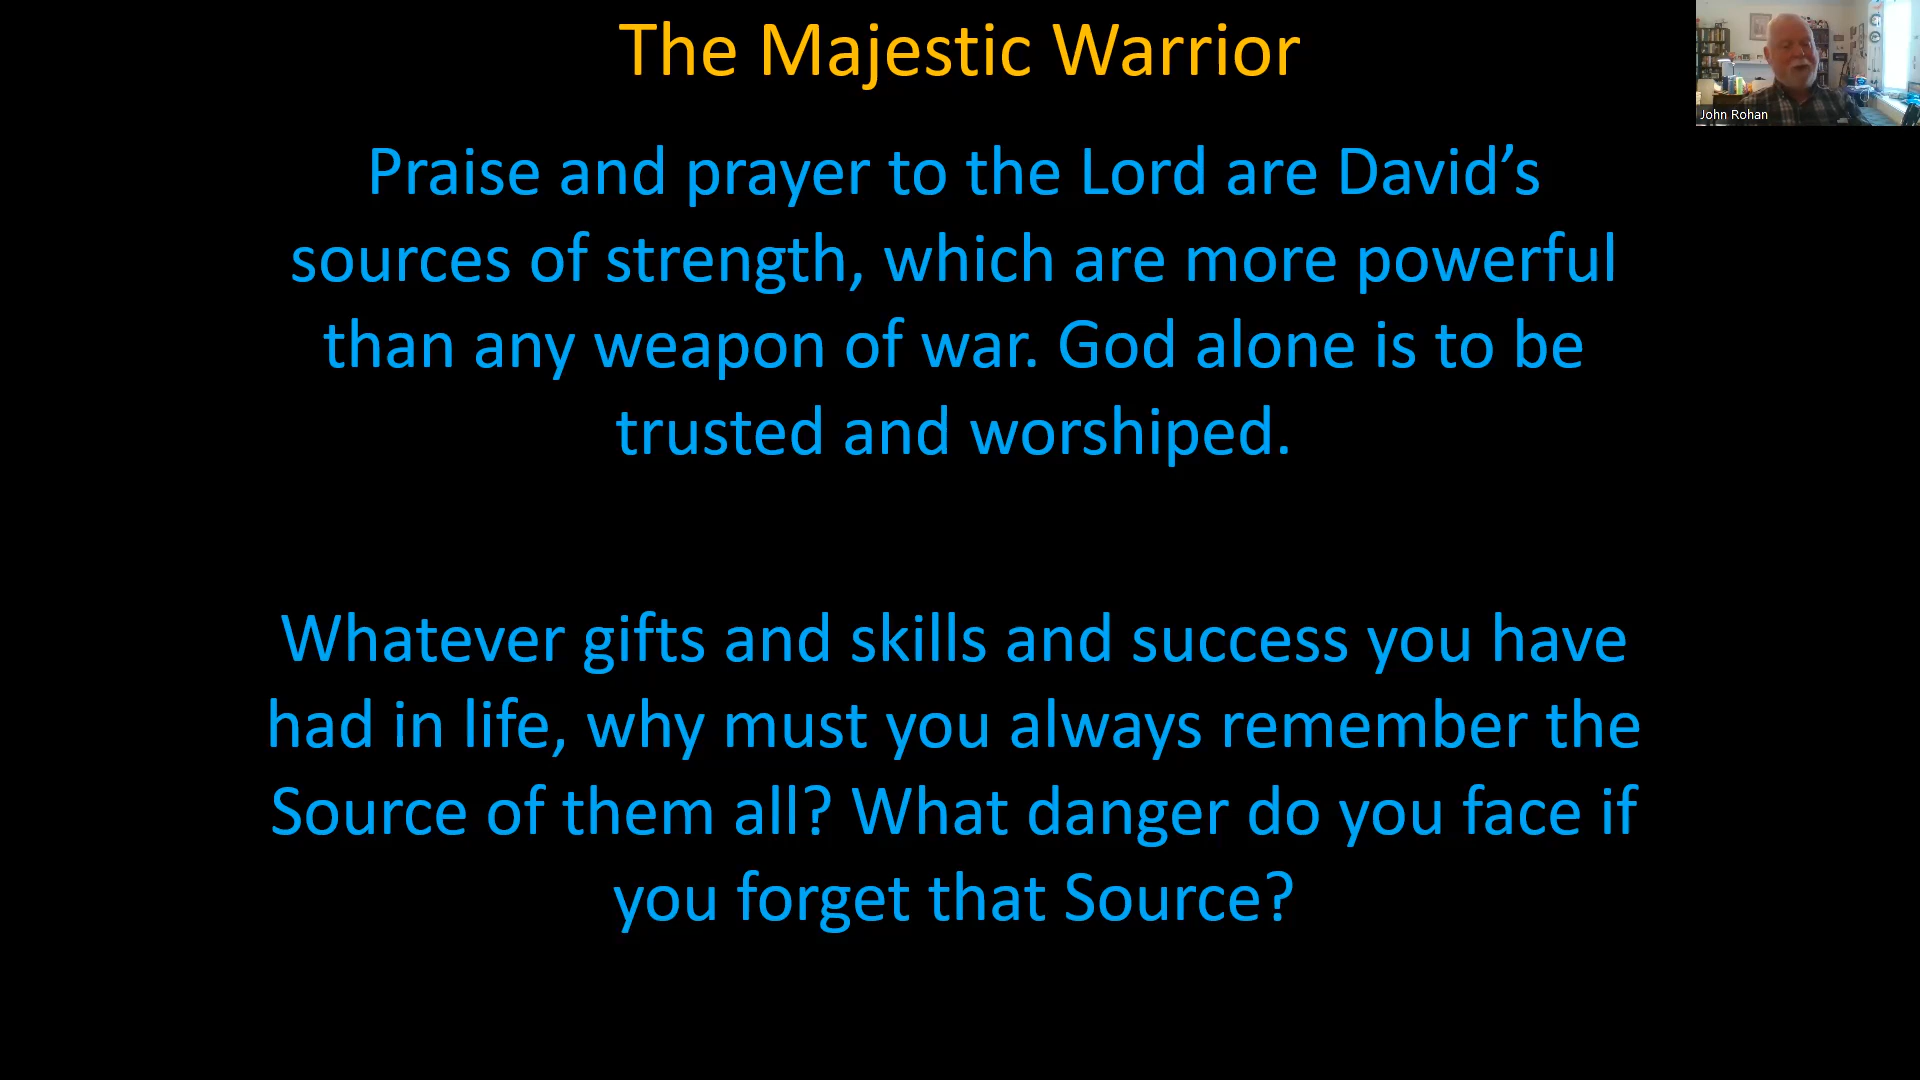 The Majestic Warrior
John Rohan
Praise and prayer to the Lord are David’s
sources of strength, which are more powerful
than any weapon of war. God alone is to be
trusted and worshiped.
Whatever gifts and skills and success you have
had in life, why must you always remember the
Source of them all? What danger do you face if
you forget that Source?